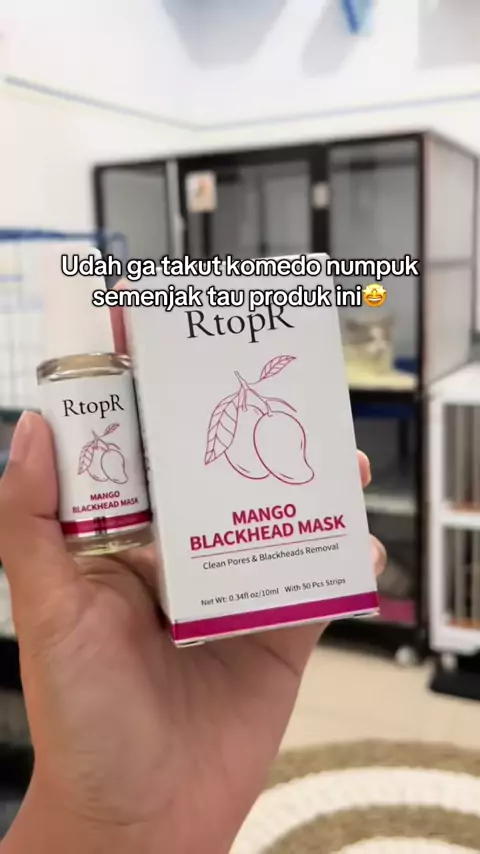 Udah ga takut komedo numpuk
semenjak tau produk ini🤩
RtopR
MANGO
BLACKHEAD MASK
Clean Pores & Blackheads Removal
Net Wt: 0.34fl oz/10ml With 50 Pcs Strips
RtopR
MANGO
BLACKHEAD MASK